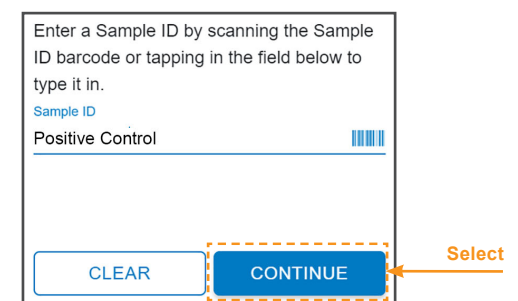 Enter a Sample ID by scanning the Sample
ID barcode or tapping in the field below to
type it in.
Sample ID
Positive Control
CLEAR
CONTINUE
Select